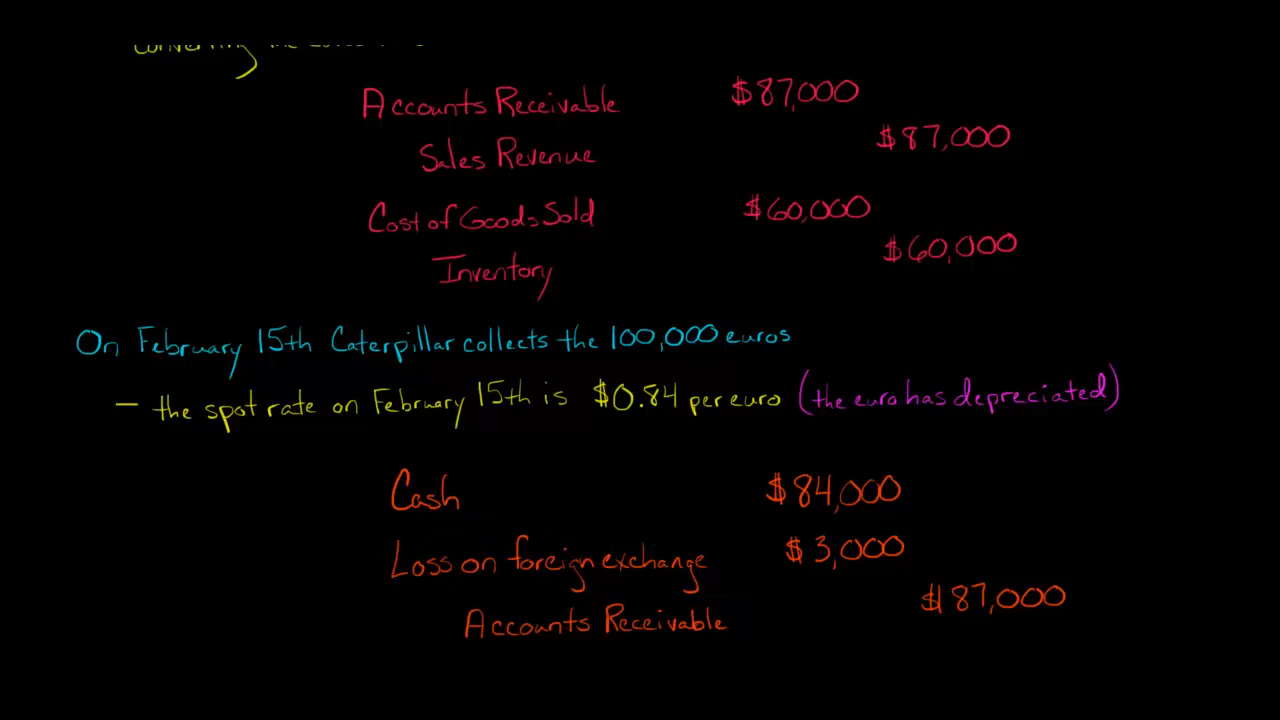 Accounts Receivable $87,000
Sales Revenue $87,000
Cost of Goods Sold $60,000
Inventory $60,000
On February 15th Caterpillar collects the 100,000 euros
– the spot rate on February 15th is $0.84 per euro (the euro has depreciated)
Cash $84,000
Loss on foreign exchange $3,000
Accounts Receivable $87,000